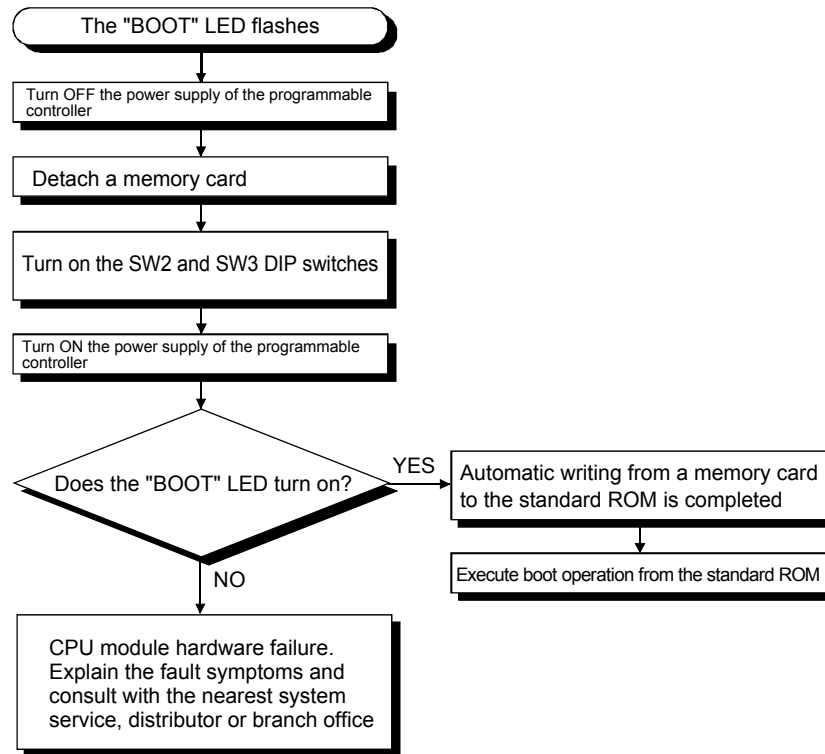 The "BOOT" LED flashes
Turn OFF the power supply of the programmable
controller
Detach a memory card
Turn on the SW2 and SW3 DIP switches
Turn ON the power supply of the programmable
controller
Does the "BOOT" LED turn on?
YES
Automatic writing from a memory card
to the standard ROM is completed
Execute boot operation from the standard ROM
NO
CPU module hardware failure.
Explain the fault symptoms and
consult with the nearest system
service, distributor or branch office